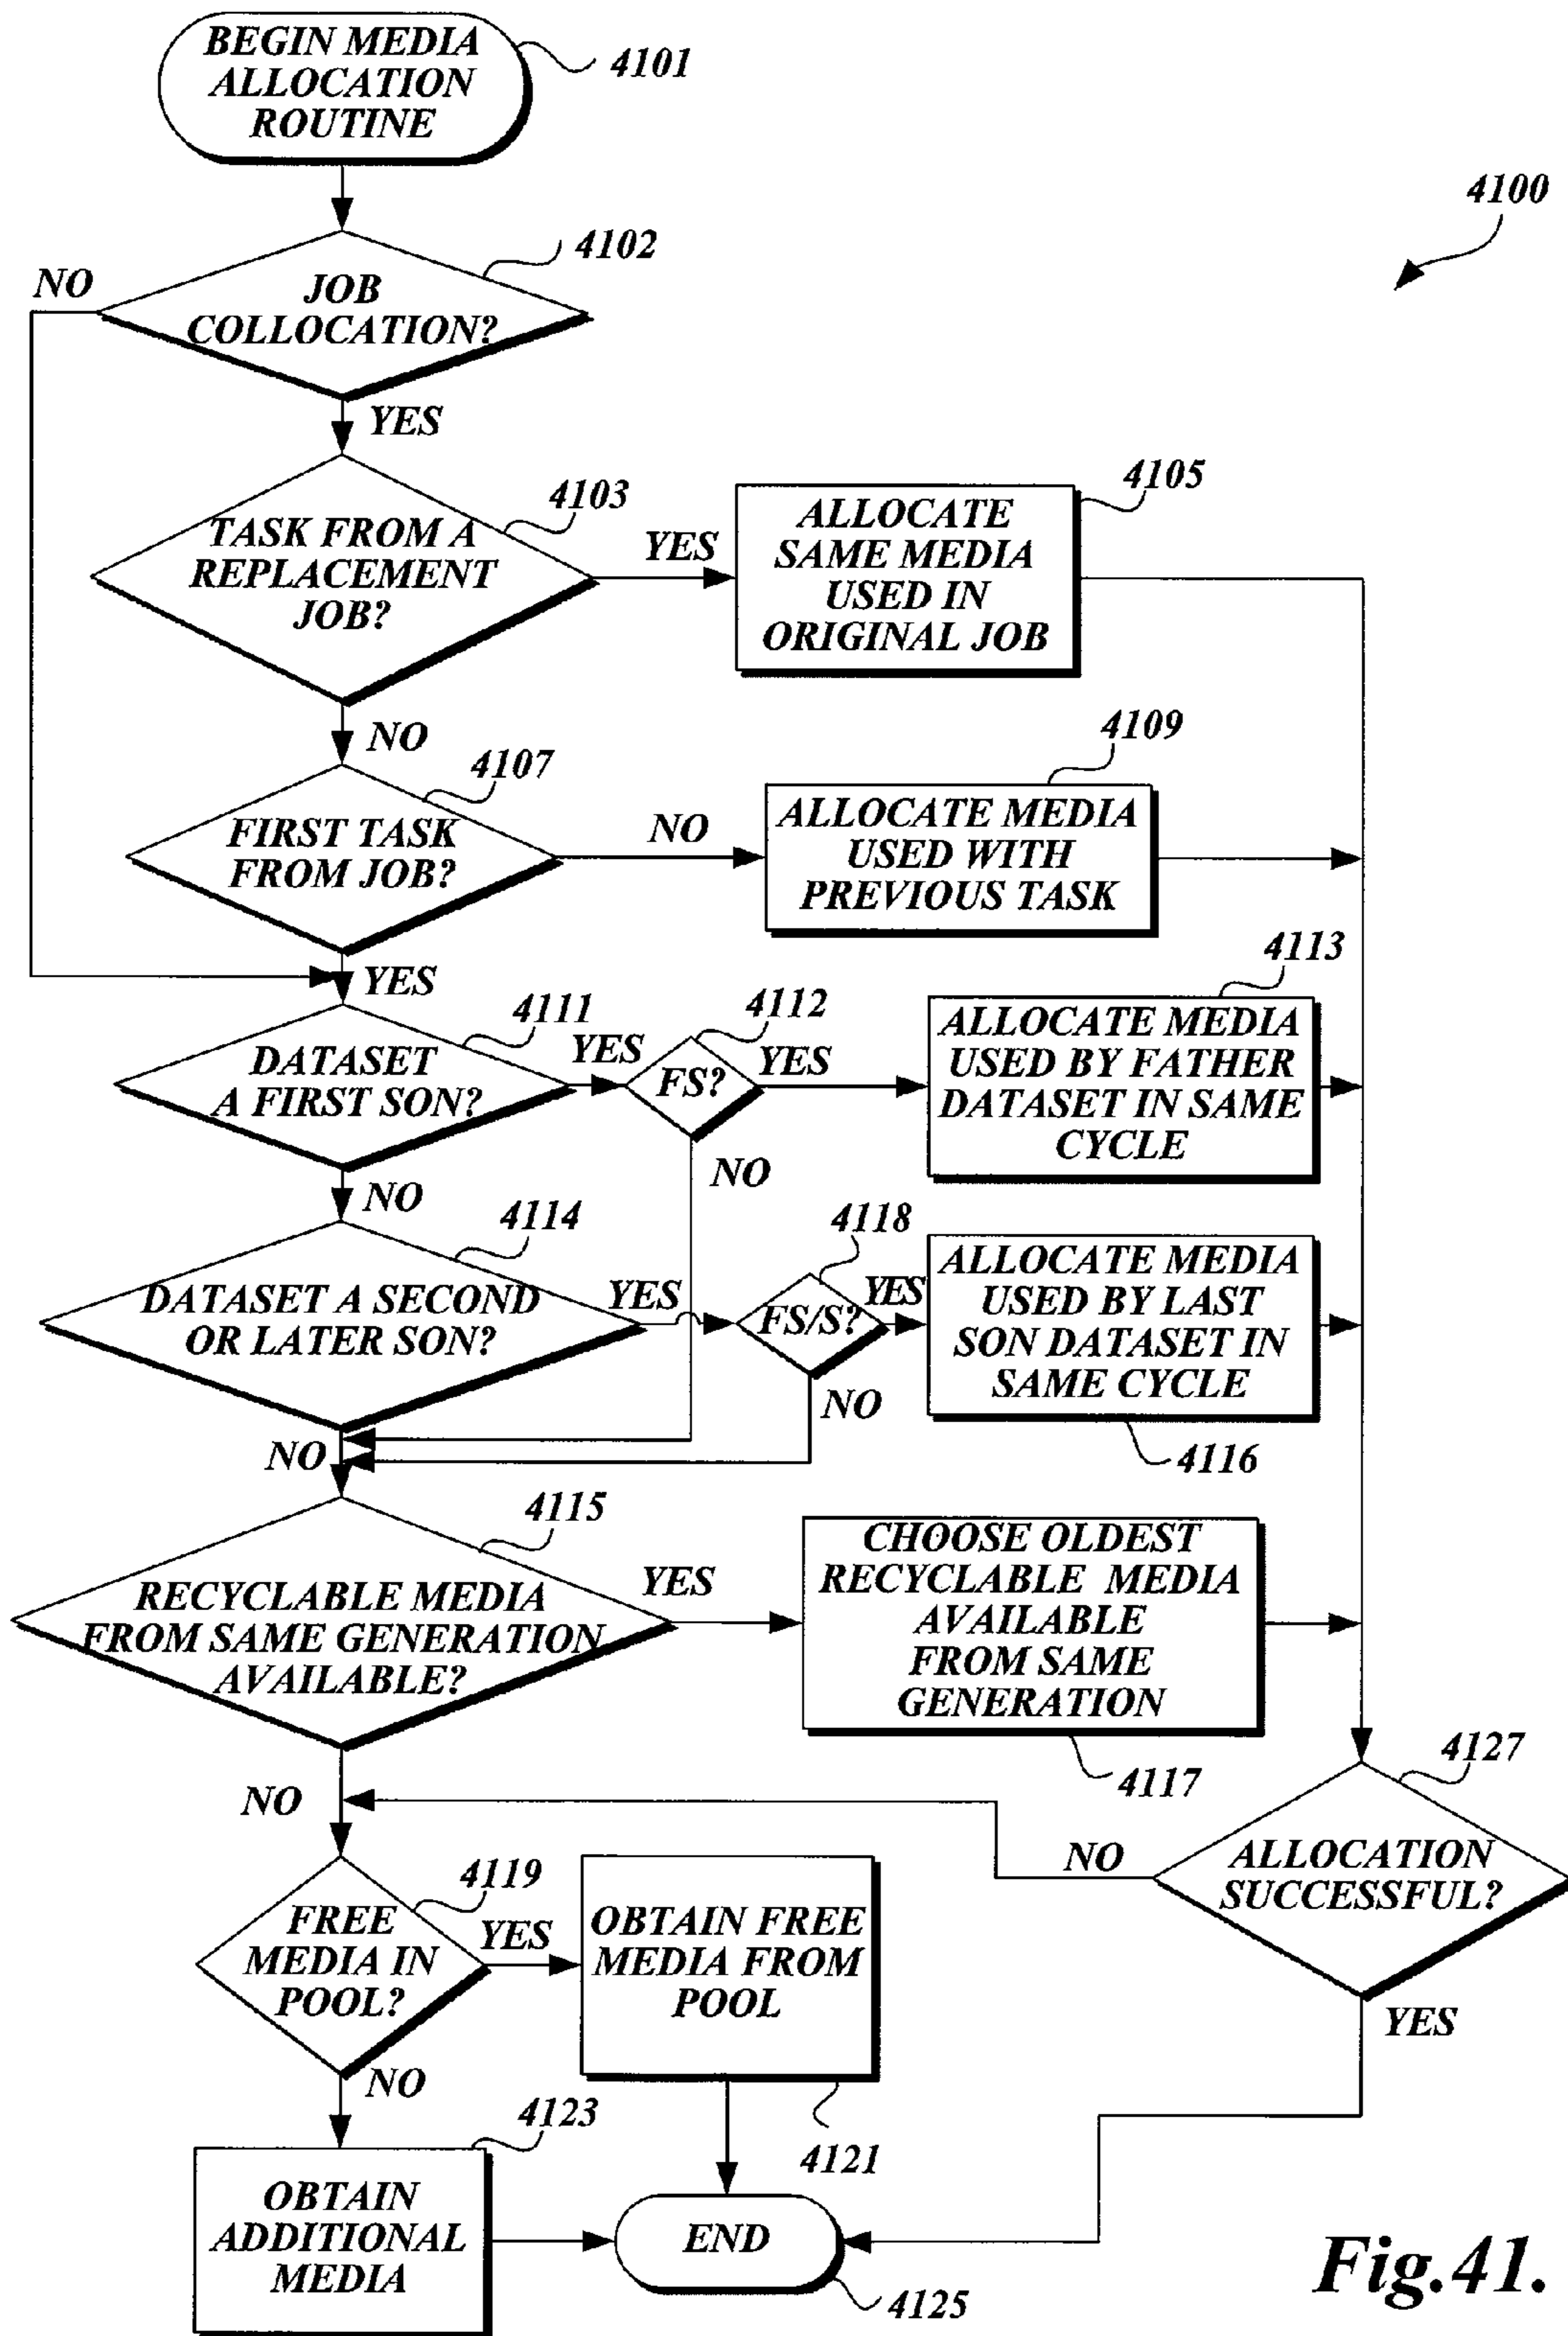 BEGIN MEDIA
ALLOCATION
ROUTINE
4101
4100
4102
NO
JOB
COLLOCATION?
YES
4103
TASK FROM A
REPLACEMENT
JOB?
YES
4105
ALLOCATE
SAME MEDIA
USED IN
ORIGINAL JOB
NO
4107
FIRST TASK
FROM JOB?
NO
4109
ALLOCATE MEDIA
USED WITH
PREVIOUS TASK
YES
4111
DATASET
A FIRST SON?
YES
4112
FS?
YES
4113
ALLOCATE MEDIA
USED BY FATHER
DATASET IN SAME
CYCLE
NO
NO
4114
DATASET A SECOND
OR LATER SON?
YES
4118
FS/S?
YES
ALLOCATE MEDIA
USED BY LAST
SON DATASET IN
SAME CYCLE
4116
NO
NO
4115
RECYCLABLE MEDIA
FROM SAME GENERATION
AVAILABLE?
YES
CHOOSE OLDEST
RECYCLABLE MEDIA
AVAILABLE
FROM SAME
GENERATION
4117
4127
ALLOCATION
SUCCESSFUL?
NO
YES
NO
4119
FREE
MEDIA IN
POOL?
YES
OBTAIN FREE
MEDIA FROM
POOL
4121
NO
4123
OBTAIN
ADDITIONAL
MEDIA
END
4125
Fig.41.